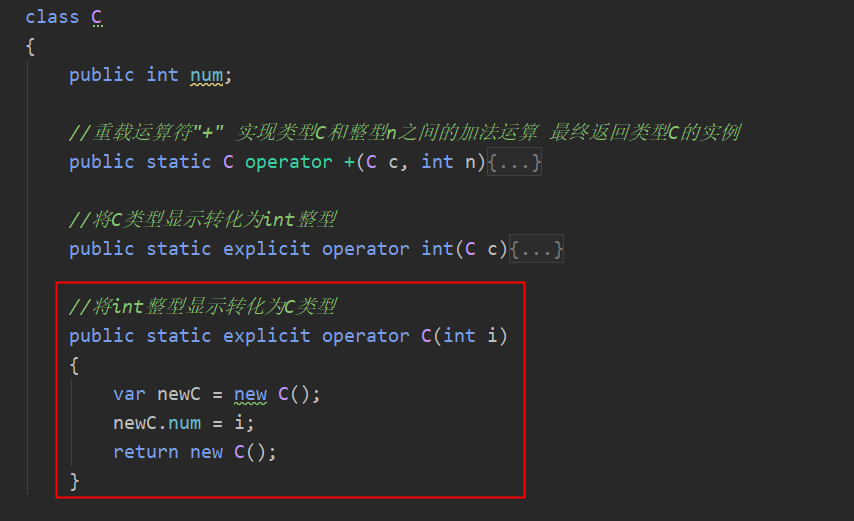 class C
{
public int num;
//重载运算符"+" 实现类型C和整型n之间的加法运算 最终返回类型C的实例
public static C operator +(C c, int n){...}
//将C类型显示转化为int整型
public static explicit operator int(C c){...}
//将int整型显示转化为C类型
public static explicit operator C(int i)
{
var newC = new C();
newC.num = i;
return new C();
}